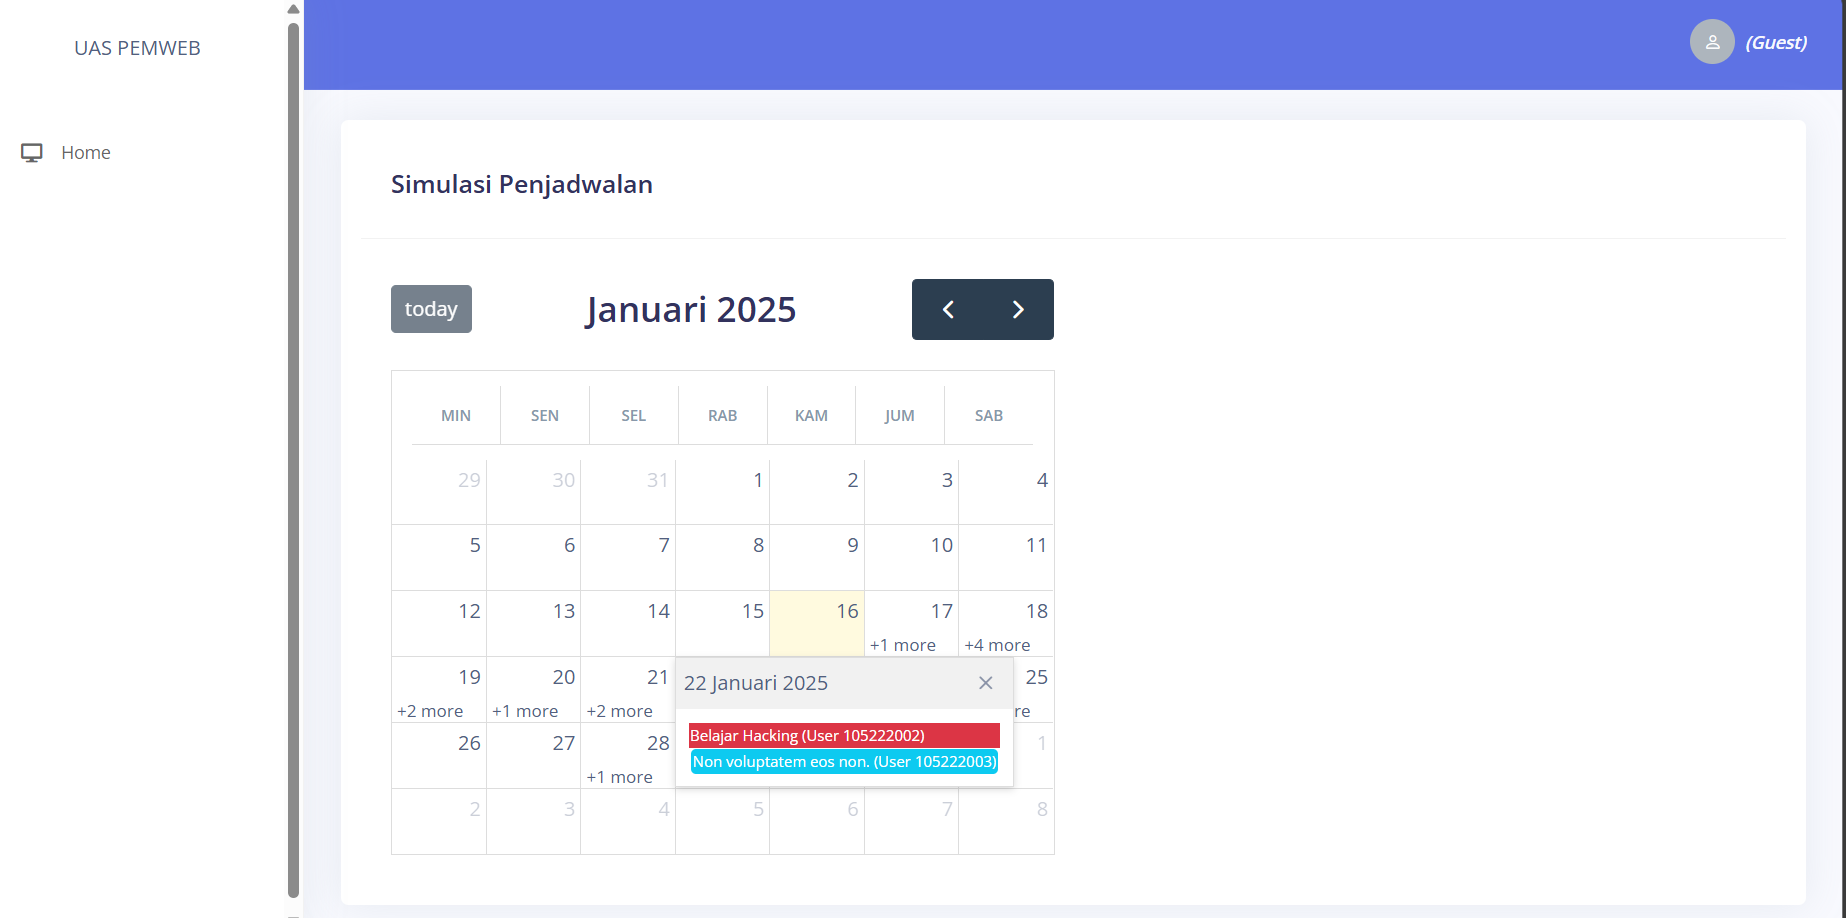 UAS PEMWEB
(Guest)
Home
Simulasi Penjadwalan
today
Januari 2025
MIN SEN SEL RAB KAM JUM SAB
29 30 31 1 2 3 4
5 6 7 8 9 10 11
12 13 14 15 16 17 18
+1 more +4 more
19 20 21 25
+2 more +1 more +2 more re
22 Januari 2025
Belajar Hacking (User 105222002)
Non voluptatem eos non. (User 105222003)
26 27 28 1
+1 more
2 3 4 5 6 7 8